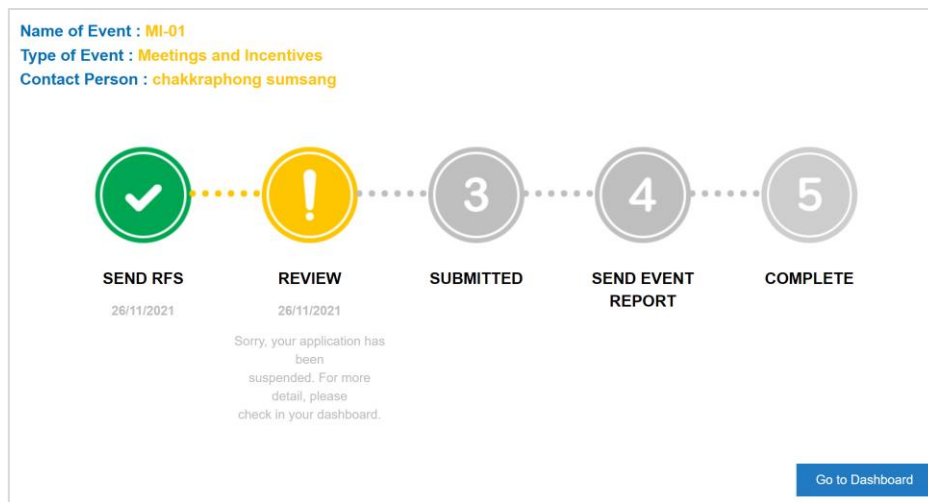 Name of Event : MI-01
Type of Event : Meetings and Incentives
Contact Person : chakkraphong sumsang
3
4
5
SEND RFS
REVIEW
SUBMITTED
SEND EVENT
REPORT
COMPLETE
26/11/2021
26/11/2021
Sorry, your application has
been
suspended. For more
detail, please
check in your dashboard.
Go to Dashboard